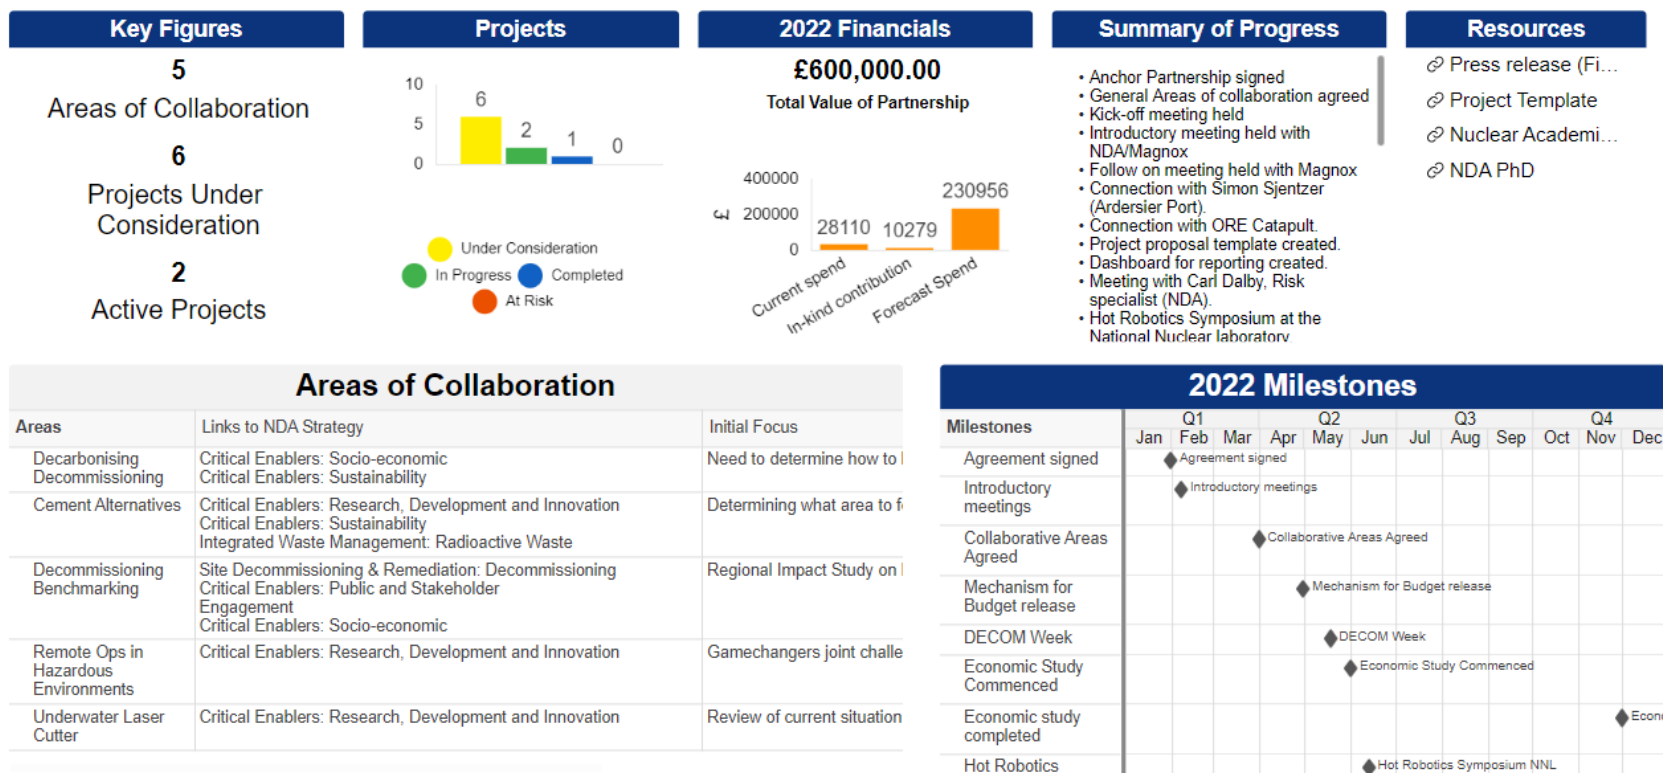 Key Figures
5
Areas of Collaboration
6
Projects Under
Consideration
2
Active Projects
Projects
10
5
0
6
2
1
0
Under Consideration
In Progress
Completed
At Risk
2022 Financials
£600,000.00
Total Value of Partnership
£
400000
200000
0
28110
10279
230956
Current spend
In-kind contribution
Forecast Spend
Summary of Progress
• Anchor Partnership signed
• General Areas of collaboration agreed
• Kick-off meeting held
• Introductory meeting held with
NDA/Magnox
• Follow on meeting held with Magnox
• Connection with Simon Sjentzer
(Ardersier Port).
• Connection with ORE Catapult.
• Project proposal template created.
• Dashboard for reporting created.
• Meeting with Carl Dalby, Risk
specialist (NDA).
• Hot Robotics Symposium at the
National Nuclear laboratory.
Resources
Press release (Fi...
Project Template
Nuclear Academi...
NDA PhD
Areas of Collaboration
Areas
Links to NDA Strategy
Initial Focus
Decarbonising
Decommissioning
Critical Enablers: Socio-economic
Critical Enablers: Sustainability
Need to determine how to
Cement Alternatives
Critical Enablers: Research, Development and Innovation
Critical Enablers: Sustainability
Integrated Waste Management: Radioactive Waste
Determining what area to f
Decommissioning
Benchmarking
Site Decommissioning & Remediation: Decommissioning
Critical Enablers: Public and Stakeholder
Engagement
Critical Enablers: Socio-economic
Regional Impact Study on
Remote Ops in
Hazardous
Environments
Critical Enablers: Research, Development and Innovation
Gamechangers joint challe
Underwater Laser
Cutter
Critical Enablers: Research, Development and Innovation
Review of current situation
2022 Milestones
Milestones
Q1
Q2
Q3
Q4
Jan Feb Mar Apr May Jun Jul Aug Sep Oct Nov Dec
Agreement signed
Agreement signed
Introductory
meetings
Introductory meetings
Collaborative Areas
Agreed
Collaborative Areas Agreed
Mechanism for
Budget release
Mechanism for Budget release
DECOM Week
DECOM Week
Economic Study
Commenced
Economic Study Commenced
Economic study
completed
Econ
Hot Robotics
Hot Robotics Symposium NNL